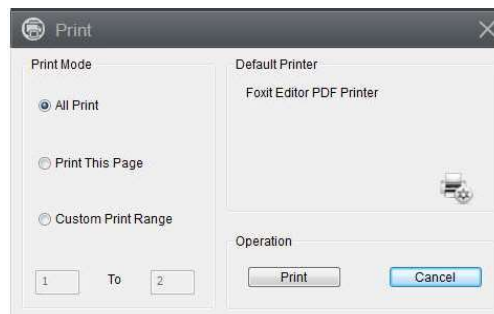 Print
Print Mode
All Print
Print This Page
Custom Print Range
1 To 2
Default Printer
Foxit Editor PDF Printer
Operation
Print Cancel